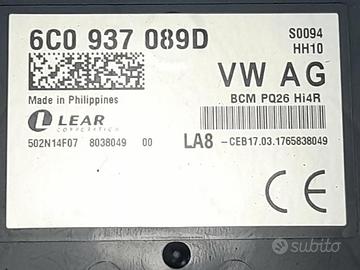 6C0 937 089D
S0094
HH10
VW AG
BCM PQ26 Hi4R
Made in Philippines
LEAR
CORPORATION
502N14F07 8038049 00
LA8 -CEB17.03.1765838049
CE
subito